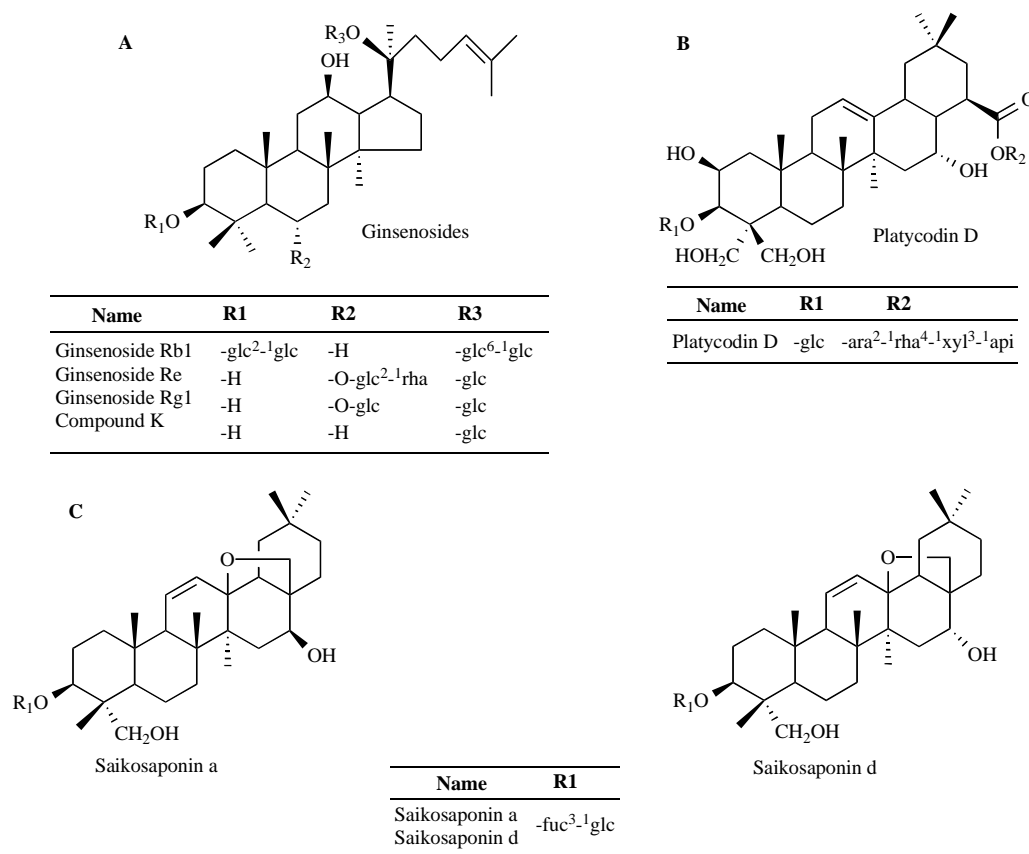 A
R₃O
OH
R₁O
R₂
Ginsenosides
Name R1 R2 R3
Ginsenoside Rb1 -glc²-¹glc -H -glc⁶-¹glc
Ginsenoside Re -H -O-glc²-¹rha -glc
Ginsenoside Rg1 -H -O-glc -glc
Compound K -H -H -glc
B
O
OR₂
HO
OH
R₁O
HOH₂C CH₂OH
Platycodin D
Name R1 R2
Platycodin D -glc -ara²-¹rha⁴-¹xyl³-¹api
C
O
OH
R₁O
CH₂OH
Saikosaponin a
O
OH
R₁O
CH₂OH
Saikosaponin d
Name R1
Saikosaponin a
-fuc³-¹glc
Saikosaponin d